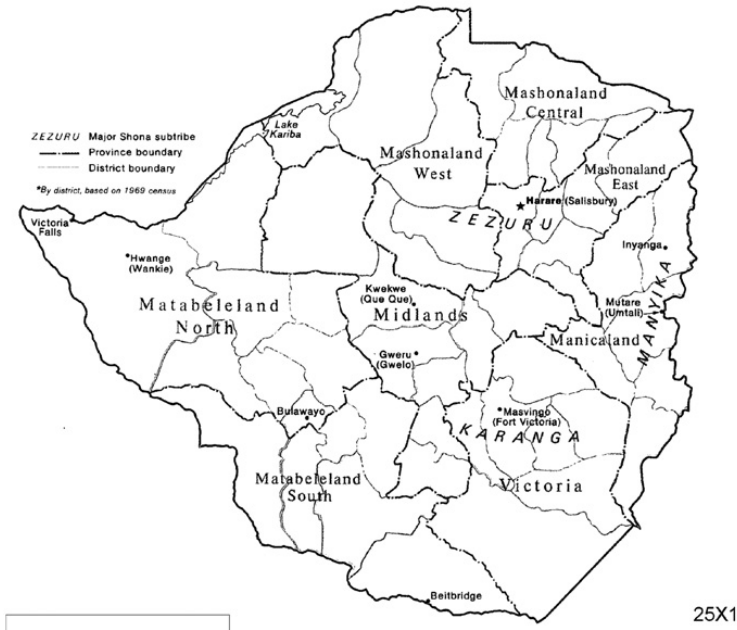 ZEZURU Major Shona subtribe
Province boundary
District boundary
*By district, based on 1969 census
Lake
Kariba
Mashonaland
Central
Mashonaland
West
Mashonaland
East
Harare (Salisbury)
ZEZURU
Victoria
Falls
Hwange
(Wankie)
Inyanga
Matabeleland
North
Kwekwe
(Que Que)
Midlands
Mutare
(Umtali)
MANYIKA
Manicaland
Gweru
(Gwelo)
Bulawayo
Masvingo
(Fort Victoria)
KARANGA
Matabeleland
South
Victoria
Beitbridge
25X1